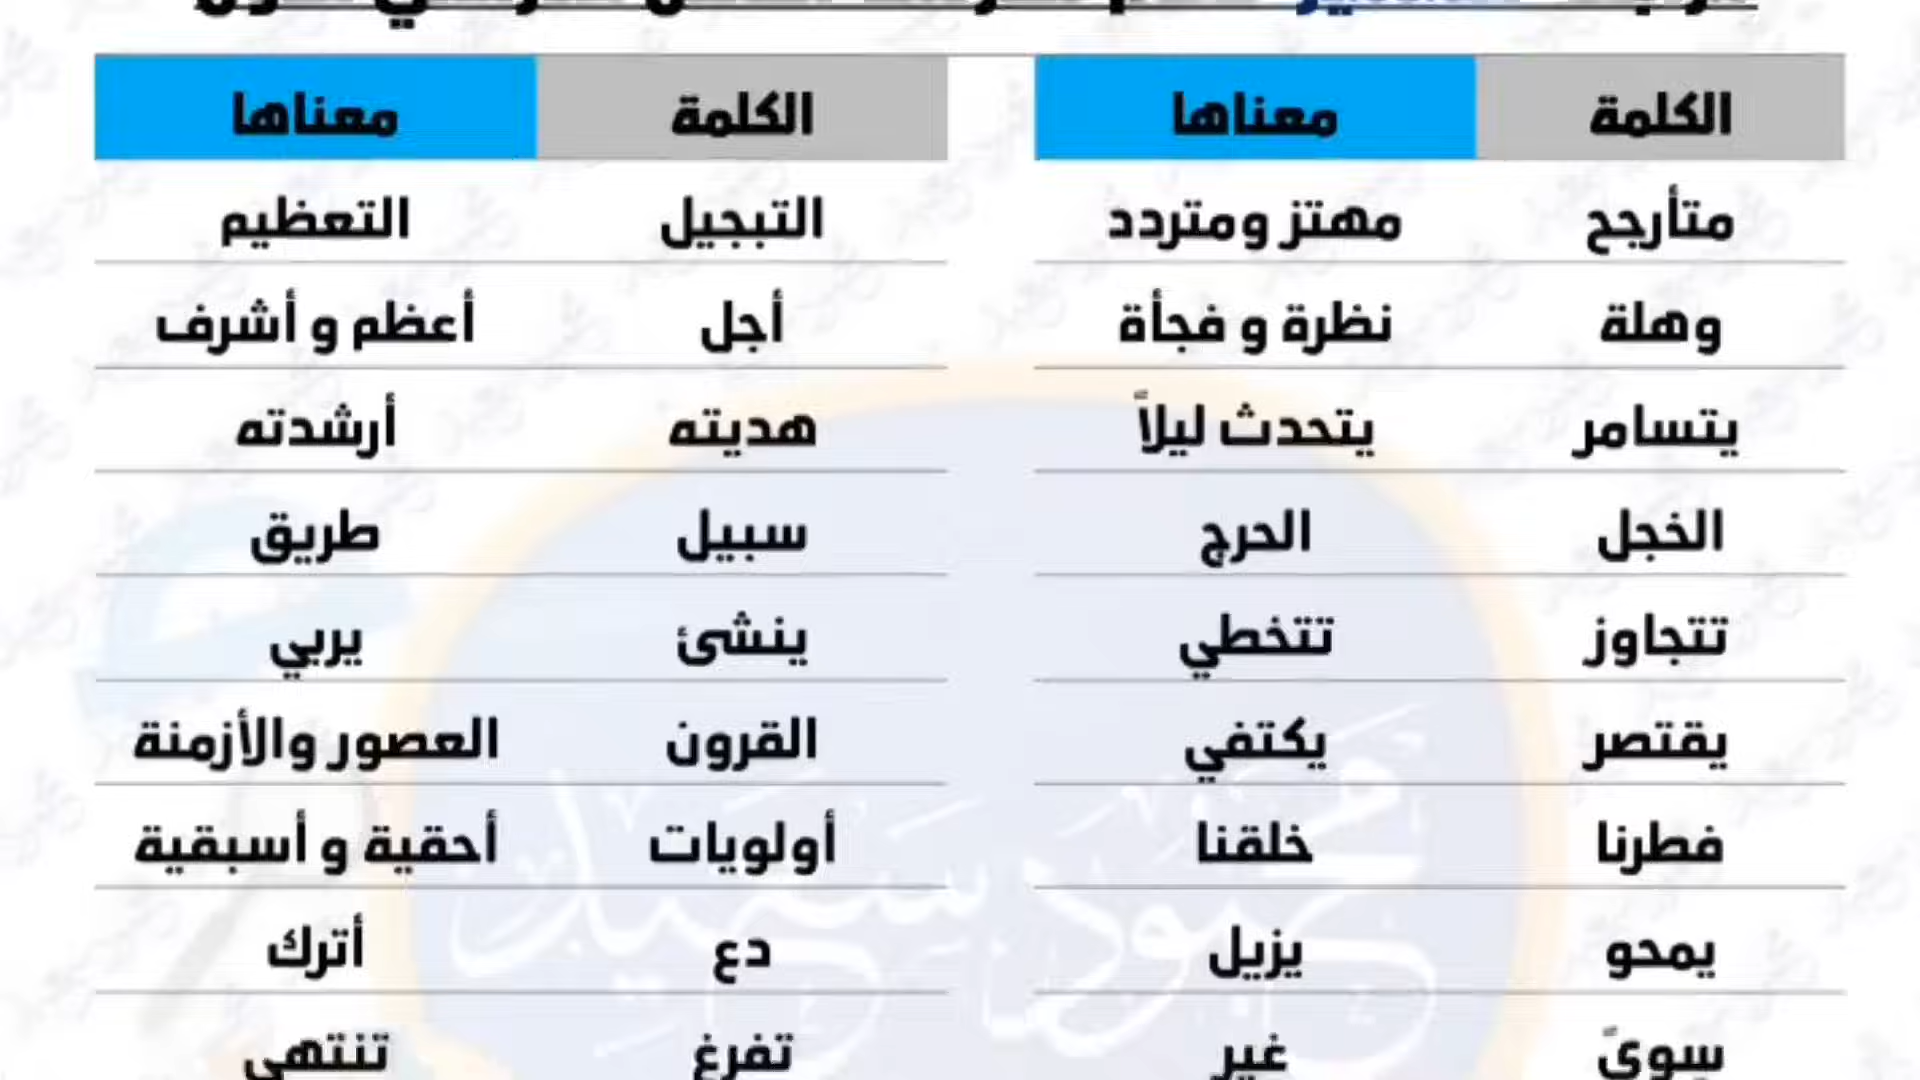 الكلمة معناها الكلمة معناها
متأرجح مهتز ومتردد التبجيل التعظيم
وهلة نظرة و فجأة أجل أعظم و أشرف
يتسامر يتحدث ليلاً هديته أرشدته
الخجل الحرج سبيل طريق
تتجاوز تتخطي ينشئ يربي
يقتصر يكتفي القرون العصور والأزمنة
فطرنا خلقنا أولويات أحقية و أسبقية
يمحو يزيل دع أترك
سوىً غير تفرغ تنتهي
محمود سعيد